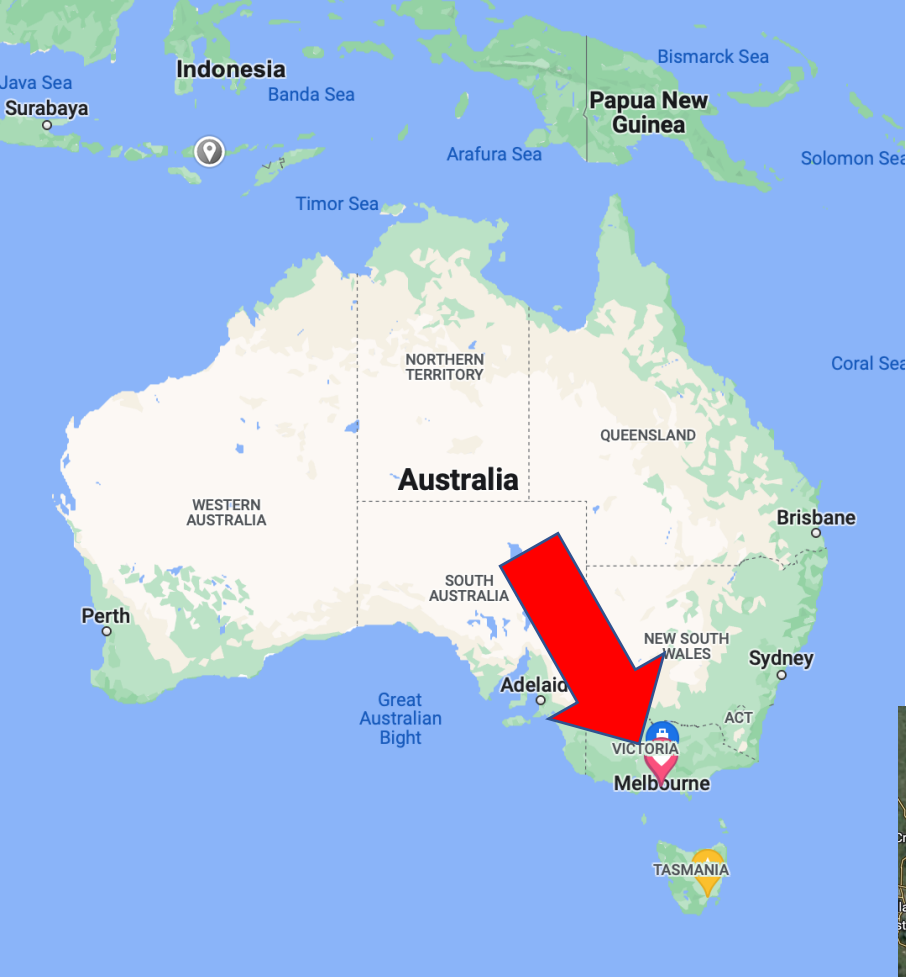 Indonesia
Bismarck Sea
Java Sea
Banda Sea
Surabaya
Papua New
Guinea
Arafura Sea
Solomon Sea
Timor Sea
Coral Sea
NORTHERN
TERRITORY
QUEENSLAND
Australia
WESTERN
AUSTRALIA
Brisbane
SOUTH
AUSTRALIA
Perth
NEW SOUTH
WALES
Sydney
Adelaid
Great
Australian
Bight
ACT
VICTORIA
Melbourne
TASMANIA